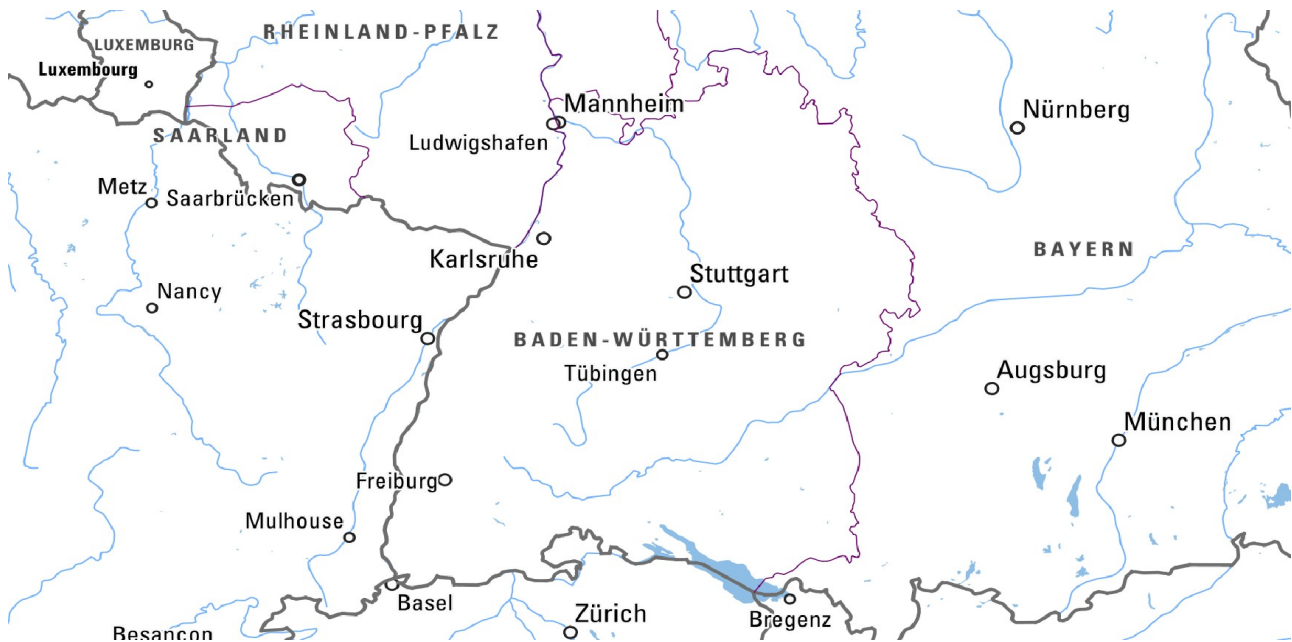 RHEINLAND-PFALZ
LUXEMBURG
Luxembourg
Mannheim
Nürnberg
SAARLAND
Ludwigshafen
Metz
Saarbrücken
Karlsruhe
BAYERN
Stuttgart
Nancy
Strasbourg
BADEN-WÜRTTEMBERG
Tübingen
Augsburg
München
Freiburg
Mulhouse
Basel
Zürich
Bregenz
Besançon